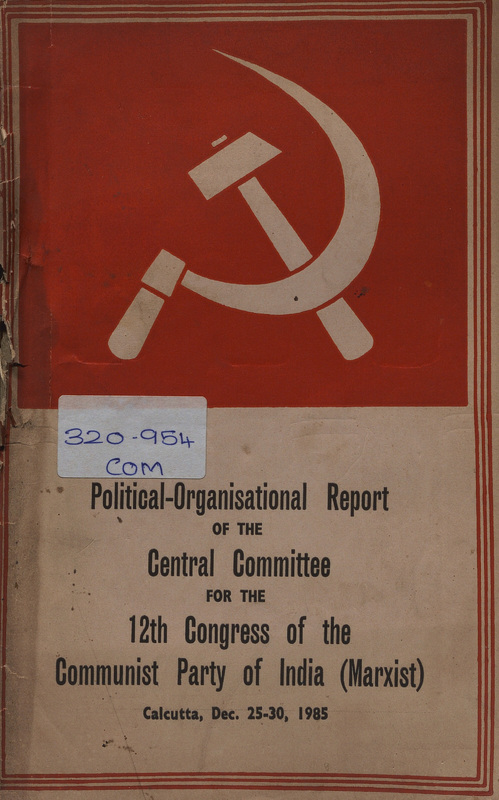 320-954
COM
Political-Organisational Report
OF THE
Central Committee
FOR THE
12th Congress of the
Communist Party of India (Marxist)
Calcutta, Dec. 25-30, 1985